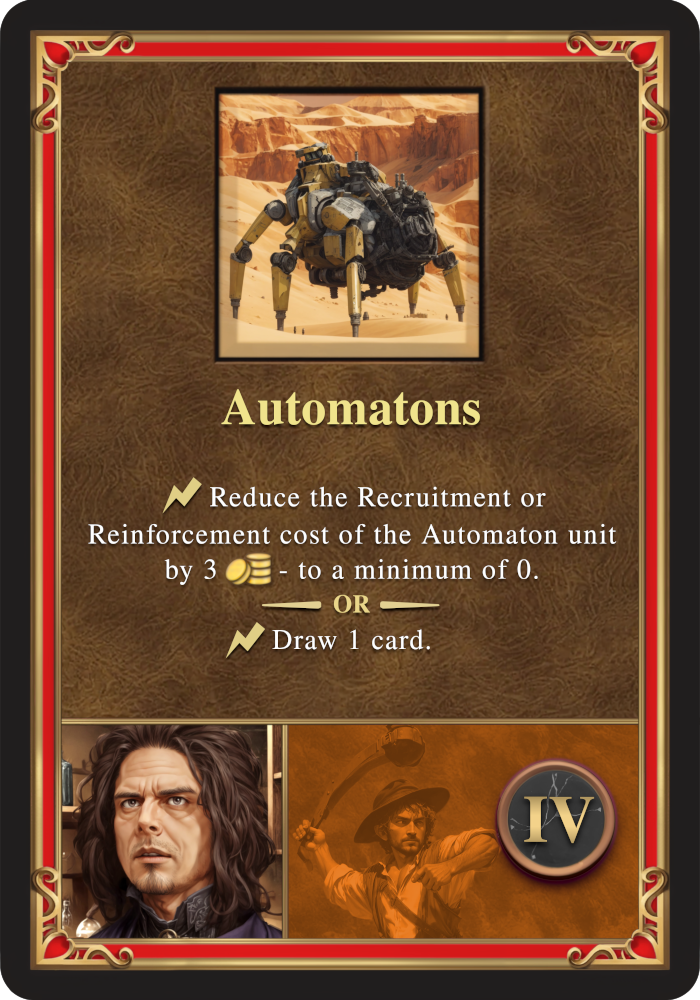 Automatons
Reduce the Recruitment or
Reinforcement cost of the Automaton unit
by 3 - to a minimum of 0.
OR
Draw 1 card.
IV